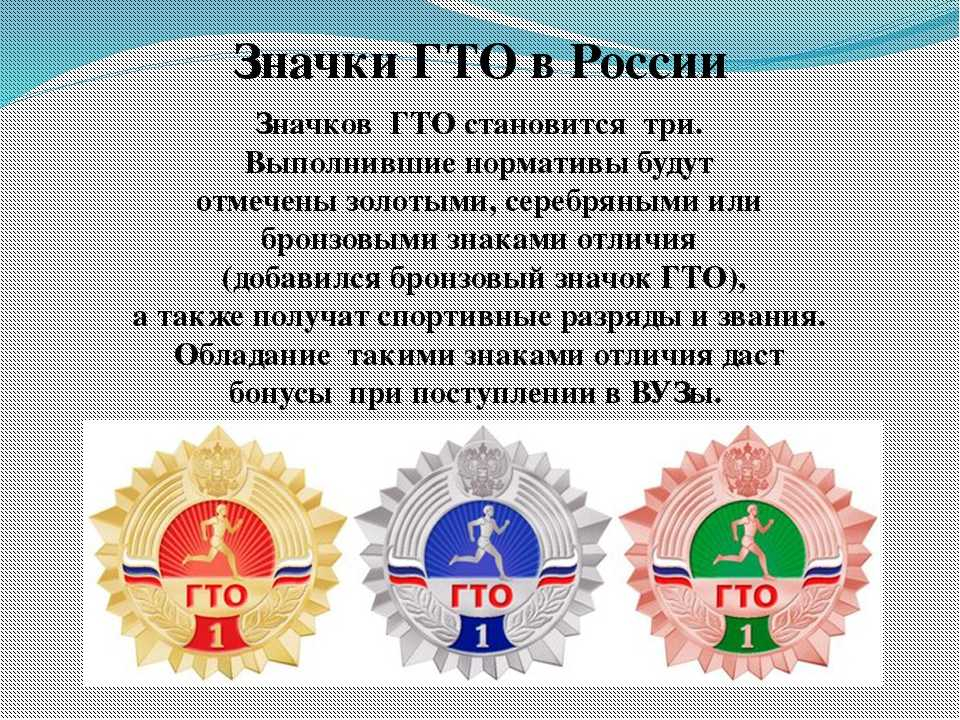 Значки ГТО в России
Значков ГТО становится три.
Выполнившие нормативы будут
отмечены золотыми, серебряными или
бронзовыми знаками отличия
(добавился бронзовый значок ГТО),
а также получат спортивные разряды и звания.
Обладание такими знаками отличия даст
бонусы при поступлении в ВУЗы.
ГТО
1
ГТО
1
ГТО
1